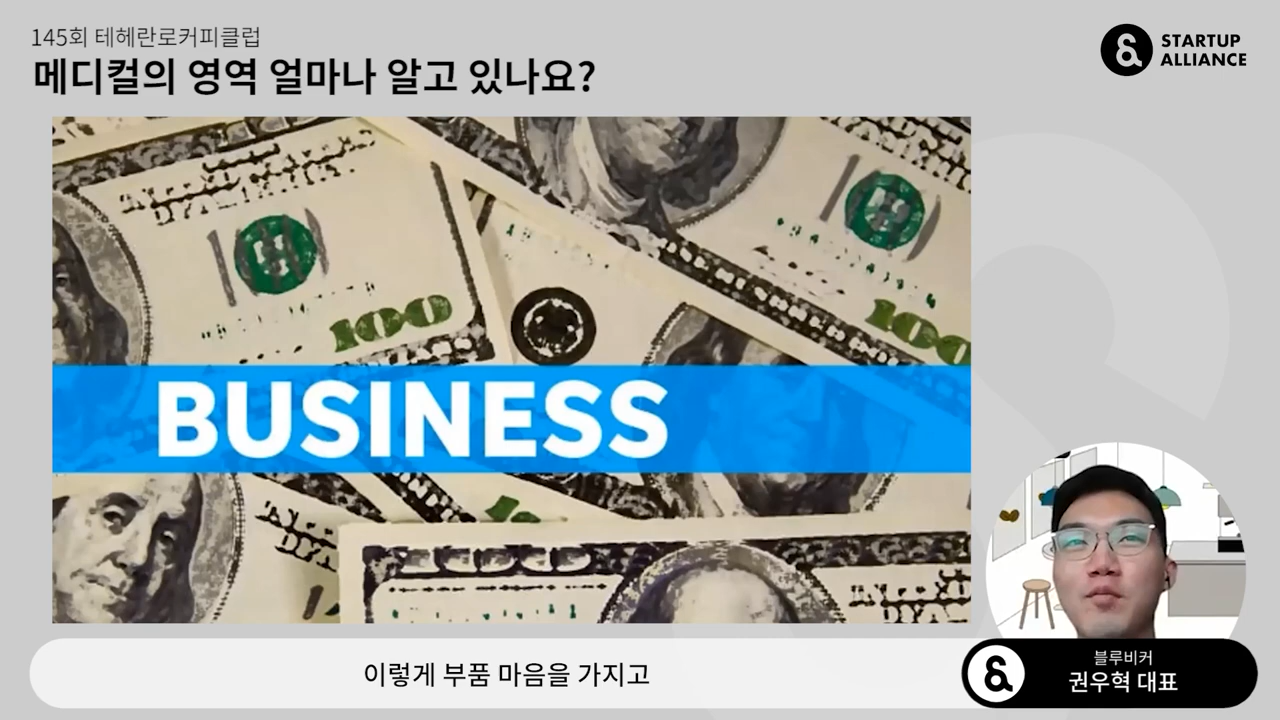 145회 테헤란로커피클럽
메디컬의 영역 얼마나 알고 있나요?
STARTUP
ALLIANCE
100
100
BUSINESS
이렇게 부품 마음을 가지고
블루비커
권우혁 대표